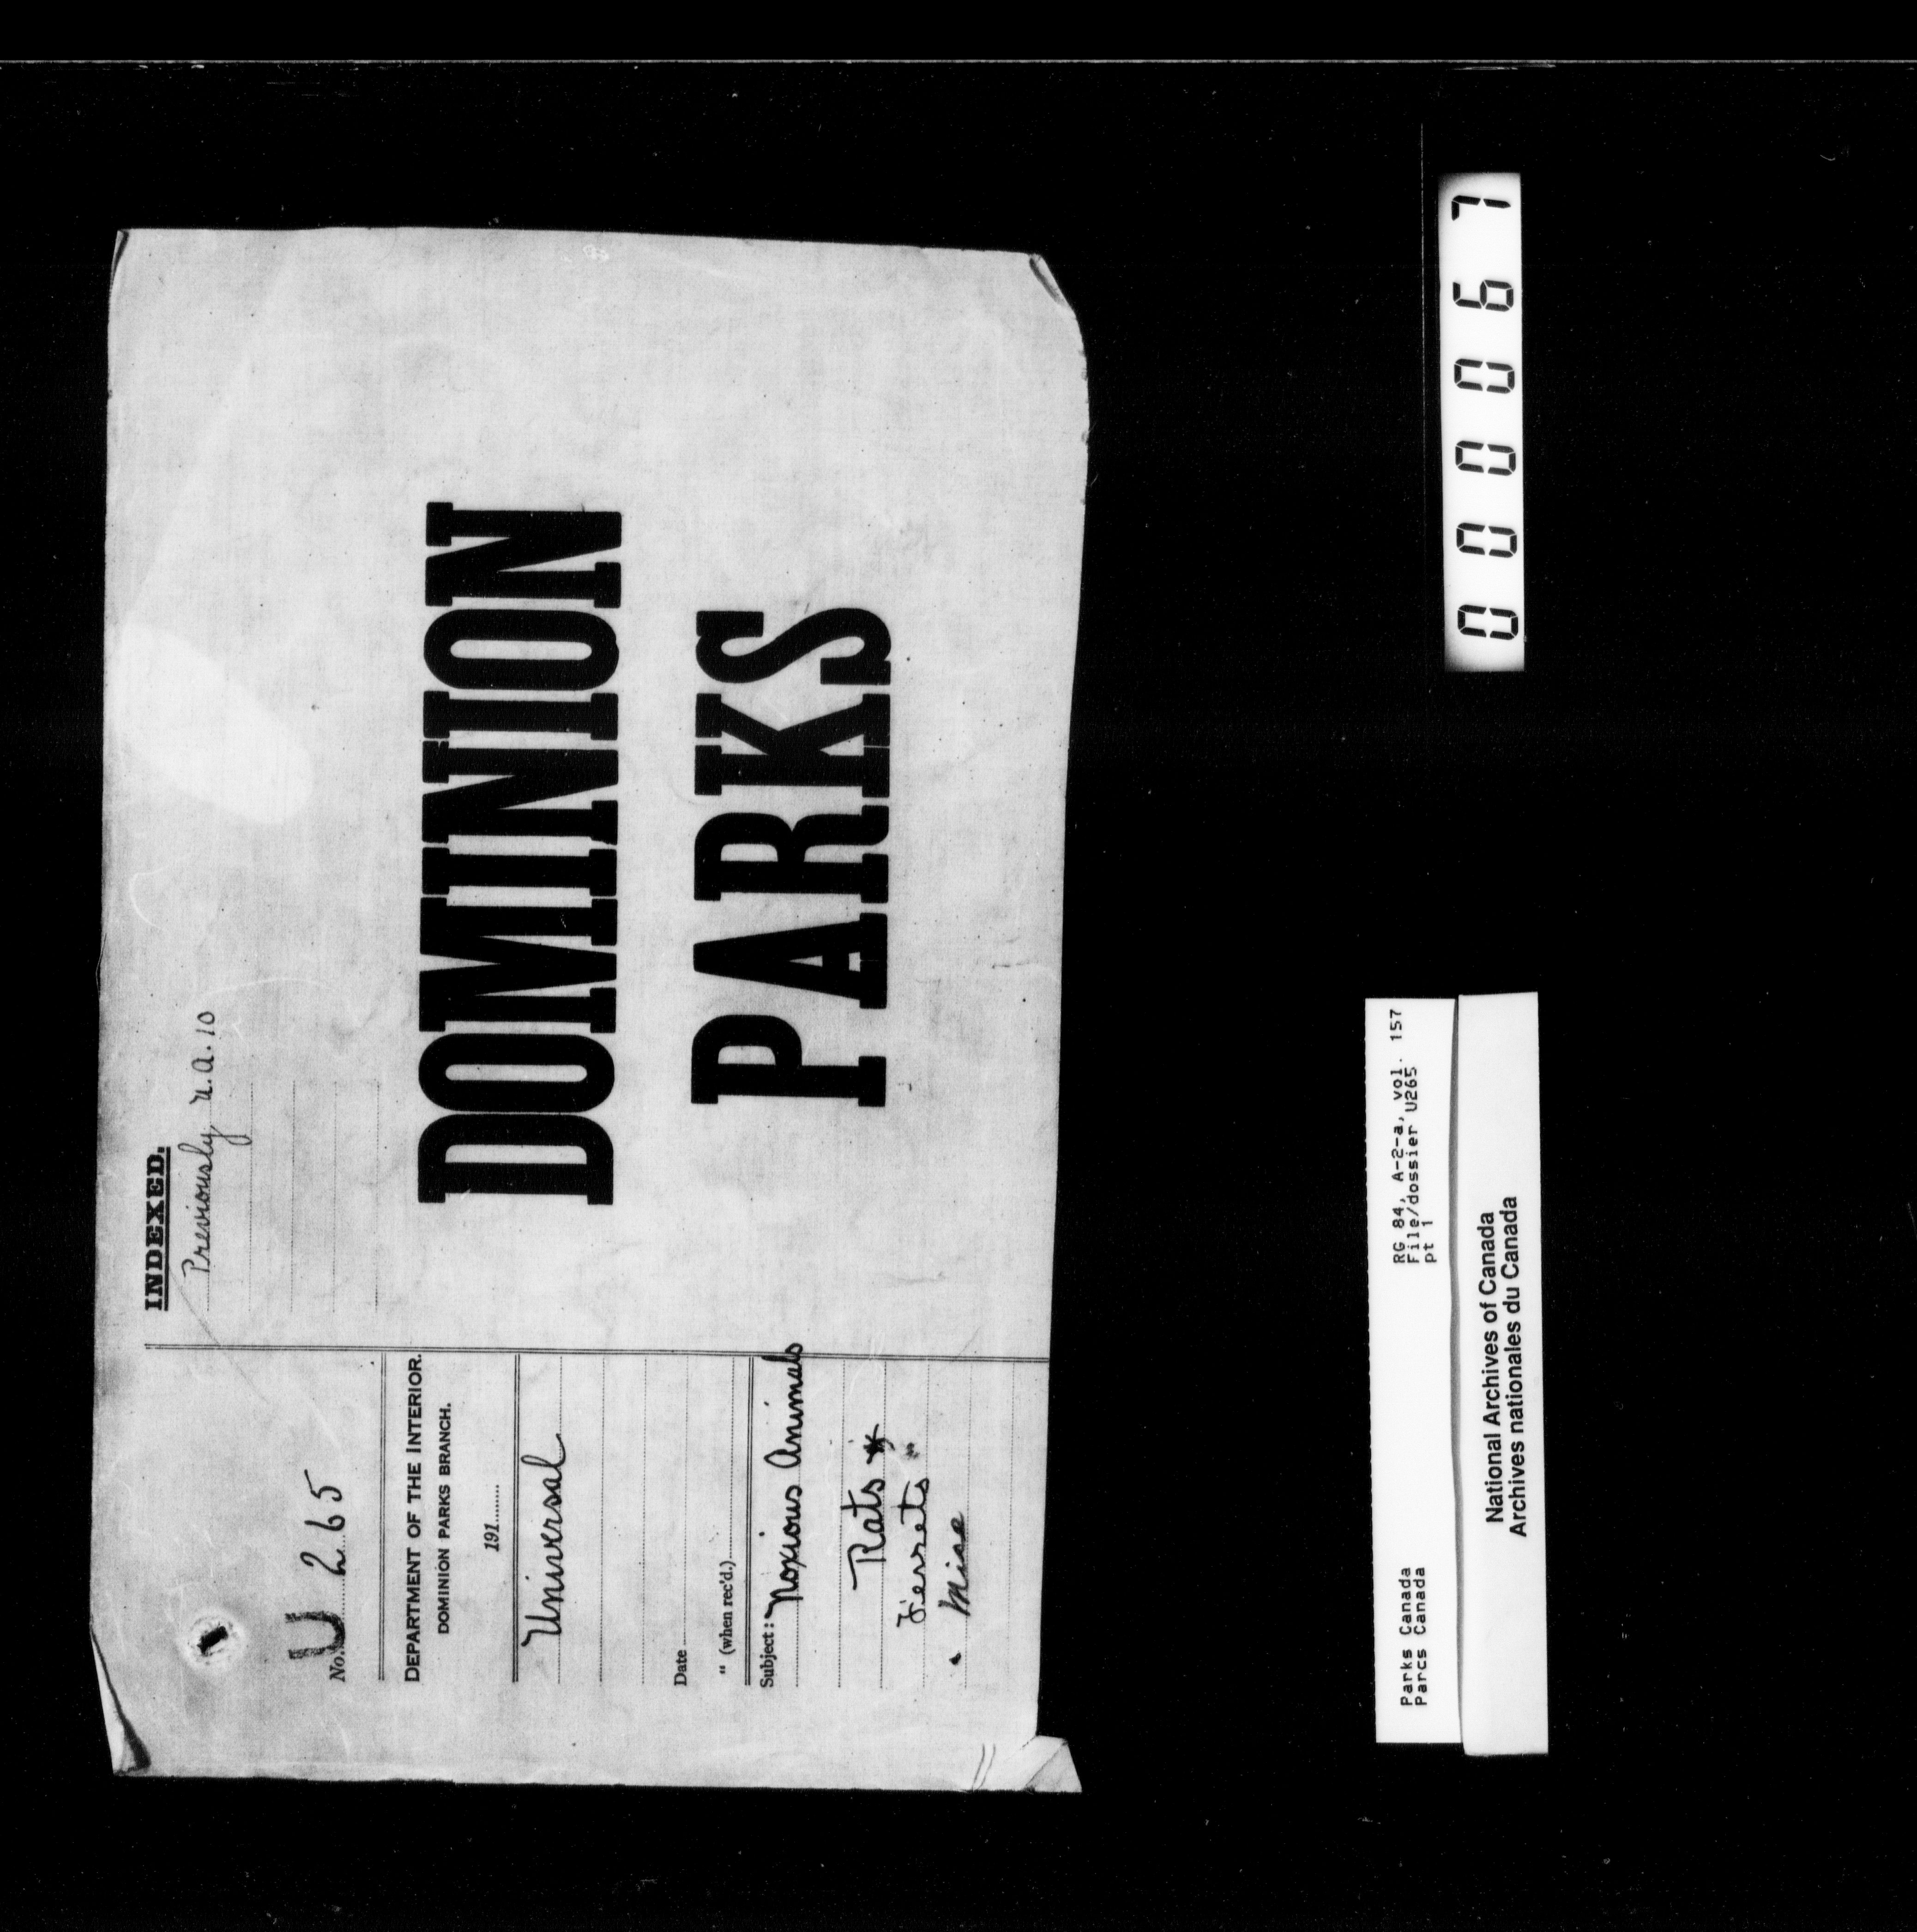 INDEXED.
Previously U.a.10
No. U 265
DEPARTMENT OF THE INTERIOR.
DOMINION PARKS BRANCH.
191
Universal
Date
" (when rec'd.)
Subject: Noxious Animals
Rats
Ferrets "
Mice
DOMINION
PARKS
000067
Parks Canada
Parcs Canada
RG 84, A-2-a, vol. 157
File/dossier U265
pt 1
National Archives of Canada
Archives nationales du Canada